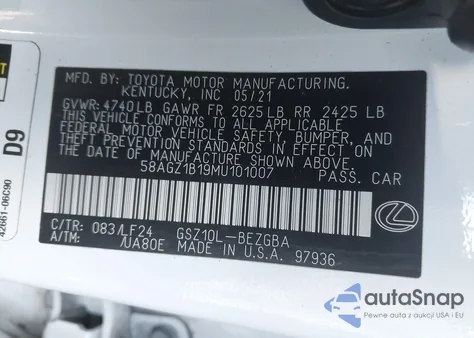 MFD. BY: TOYOTA MOTOR MANUFACTURING,
KENTUCKY, INC 05/21
GVWR: 4740LB GAWR FR 2625LB RR 2425 LB
THIS VEHICLE CONFORMS TO ALL APPLICABLE
FEDERAL MOTOR VEHICLE SAFETY, BUMPER, AND
THEFT PREVENTION STANDARDS IN EFFECT ON
THE DATE OF MANUFACTURE SHOWN ABOVE.
58AGZ1B19MU101007 PASS. CAR
C/TR: 083/LF24 GSZ10L-BEZGBA
A/TM: /UA80E MADE IN U.S.A. 97936
D9
42661-06C90
autoSnap
Pewne auta z aukcji USA i EU